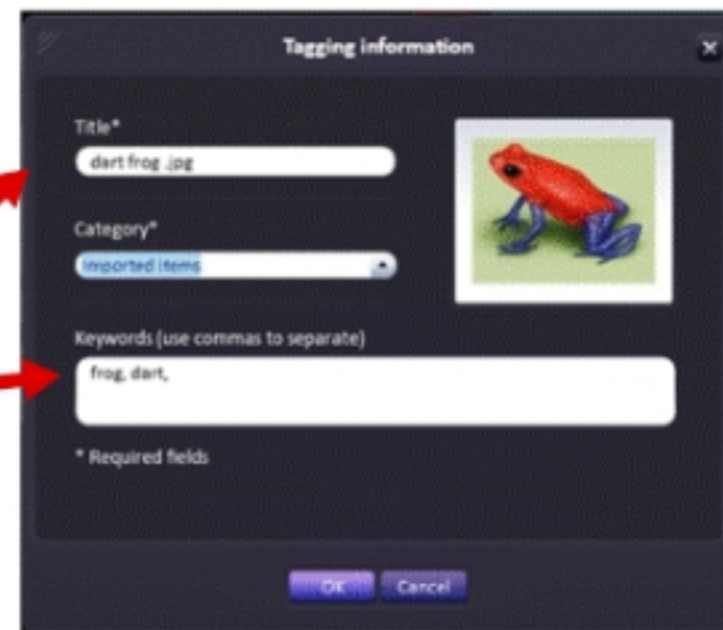 Tagging information
Title*
dart frog .jpg
Category*
Imported Items
Keywords (use commas to separate)
frog, dart,
* Required fields
OK
Cancel